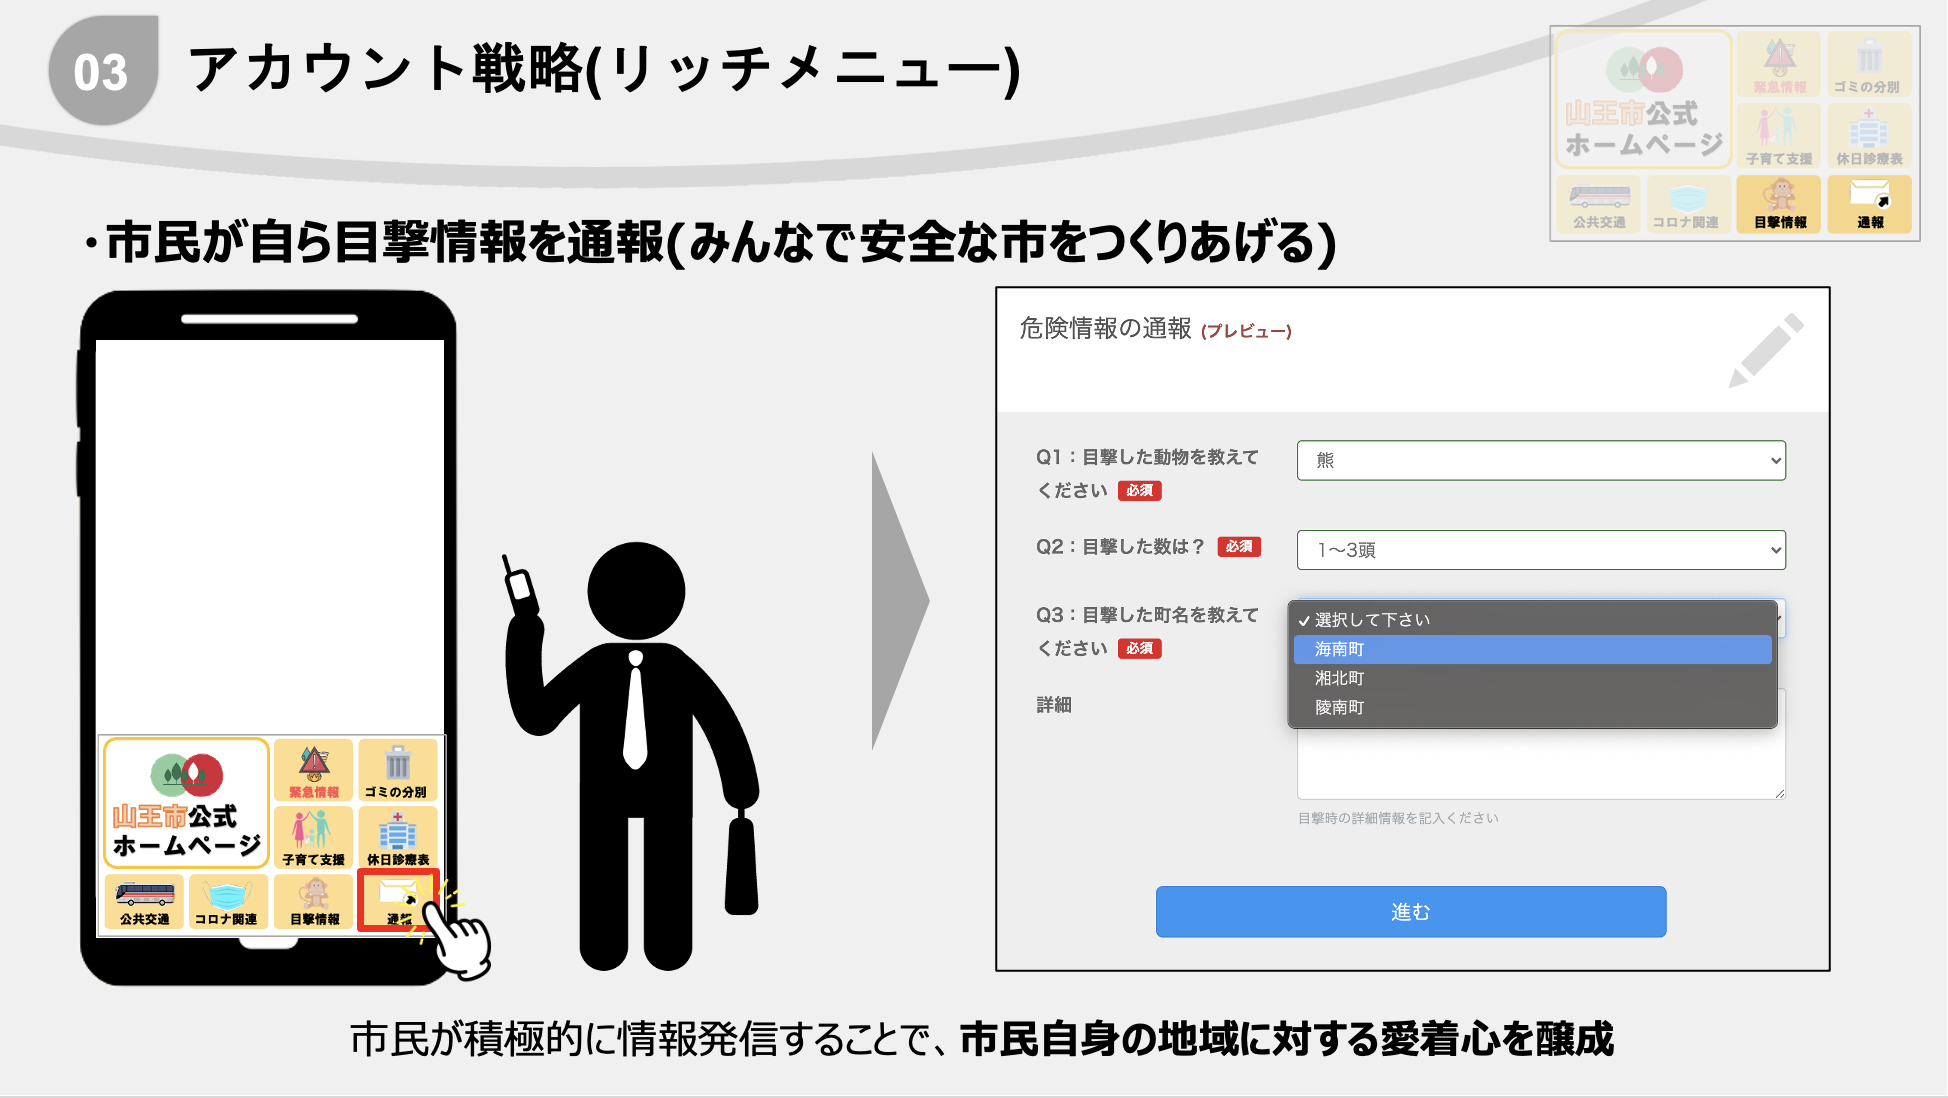 03
アカウント戦略(リッチメニュー)
山王市公式
ホームページ
緊急情報
ゴミの分別
子育て支援
休日診療表
公共交通
コロナ関連
目撃情報
通報
・市民が自ら目撃情報を通報(みんなで安全な市をつくりあげる)
山王市公式
ホームページ
緊急情報
ゴミの分別
子育て支援
休日診療表
公共交通
コロナ関連
目撃情報
通報
危険情報の通報 (プレビュー)
Q1：目撃した動物を教えて
ください 必須
熊
Q2：目撃した数は？ 必須
1〜3頭
Q3：目撃した町名を教えて
ください 必須
✓ 選択して下さい
海南町
湘北町
陵南町
詳細
目撃時の詳細情報を記入ください
進む
市民が積極的に情報発信することで、市民自身の地域に対する愛着心を醸成